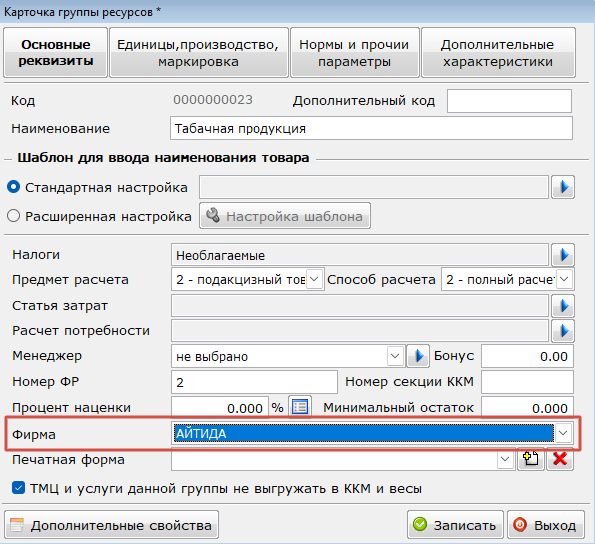 Карточка группы ресурсов *
Основные реквизиты
Единицы,производство, маркировка
Нормы и прочии параметры
Дополнительные характеристики
Код 0000000023 Дополнительный код
Наименование Табачная продукция
Шаблон для ввода наименования товара
Стандартная настройка
Расширенная настройка Настройка шаблона
Налоги Необлагаемые
Предмет расчета 2 - подакцизный тов Способ расчета 2 - полный расчет
Статья затрат
Расчет потребности
Менеджер не выбрано Бонус 0.00
Номер ФР 2 Номер секции ККМ
Процент наценки 0.000 % Минимальный остаток 0.000
Фирма АЙТИДА
Печатная форма
ТМЦ и услуги данной группы не выгружать в ККМ и весы
Дополнительные свойства Записать Выход